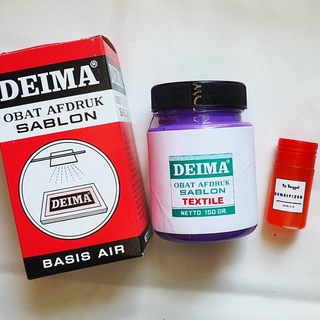 DEIMA®
OBAT AFDRUK
SABLON
DEIMA
BASIS AIR
DEIMA®
OBAT AFDRUK
SABLON
TEXTILE
NETTO 150 GR.
SENSITIZER